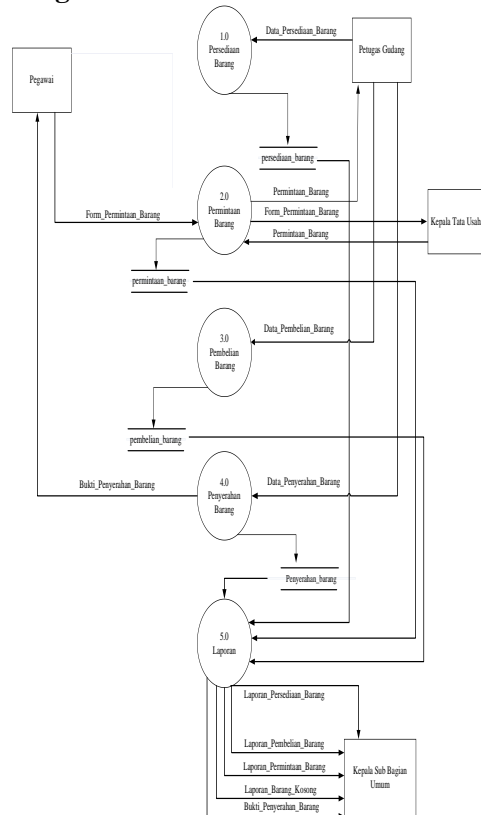 1.0
Persediaan
Barang
Data_Persediaan_Barang
Petugas Gudang
Pegawai
persediaan_barang
2.0
Permintaan
Barang
Permintaan_Barang
Form_Permintaan_Barang
Form_Permintaan_Barang
Kepala Tata Usah
Permintaan_Barang
permintaan_barang
3.0
Pembelian
Barang
Data_Pembelian_Barang
pembelian_barang
Bukti_Penyerahan_Barang
4.0
Penyerahan
Barang
Data_Penyerahan_Barang
Penyerahan_barang
5.0
Laporan
Laporan_Persediaan_Barang
Laporan_Pembelian_Barang
Laporan_Permintaan_Barang
Kepala Sub Bagian
Umum
Laporan_Barang_Kosong
Bukti_Penyerahan_Barang